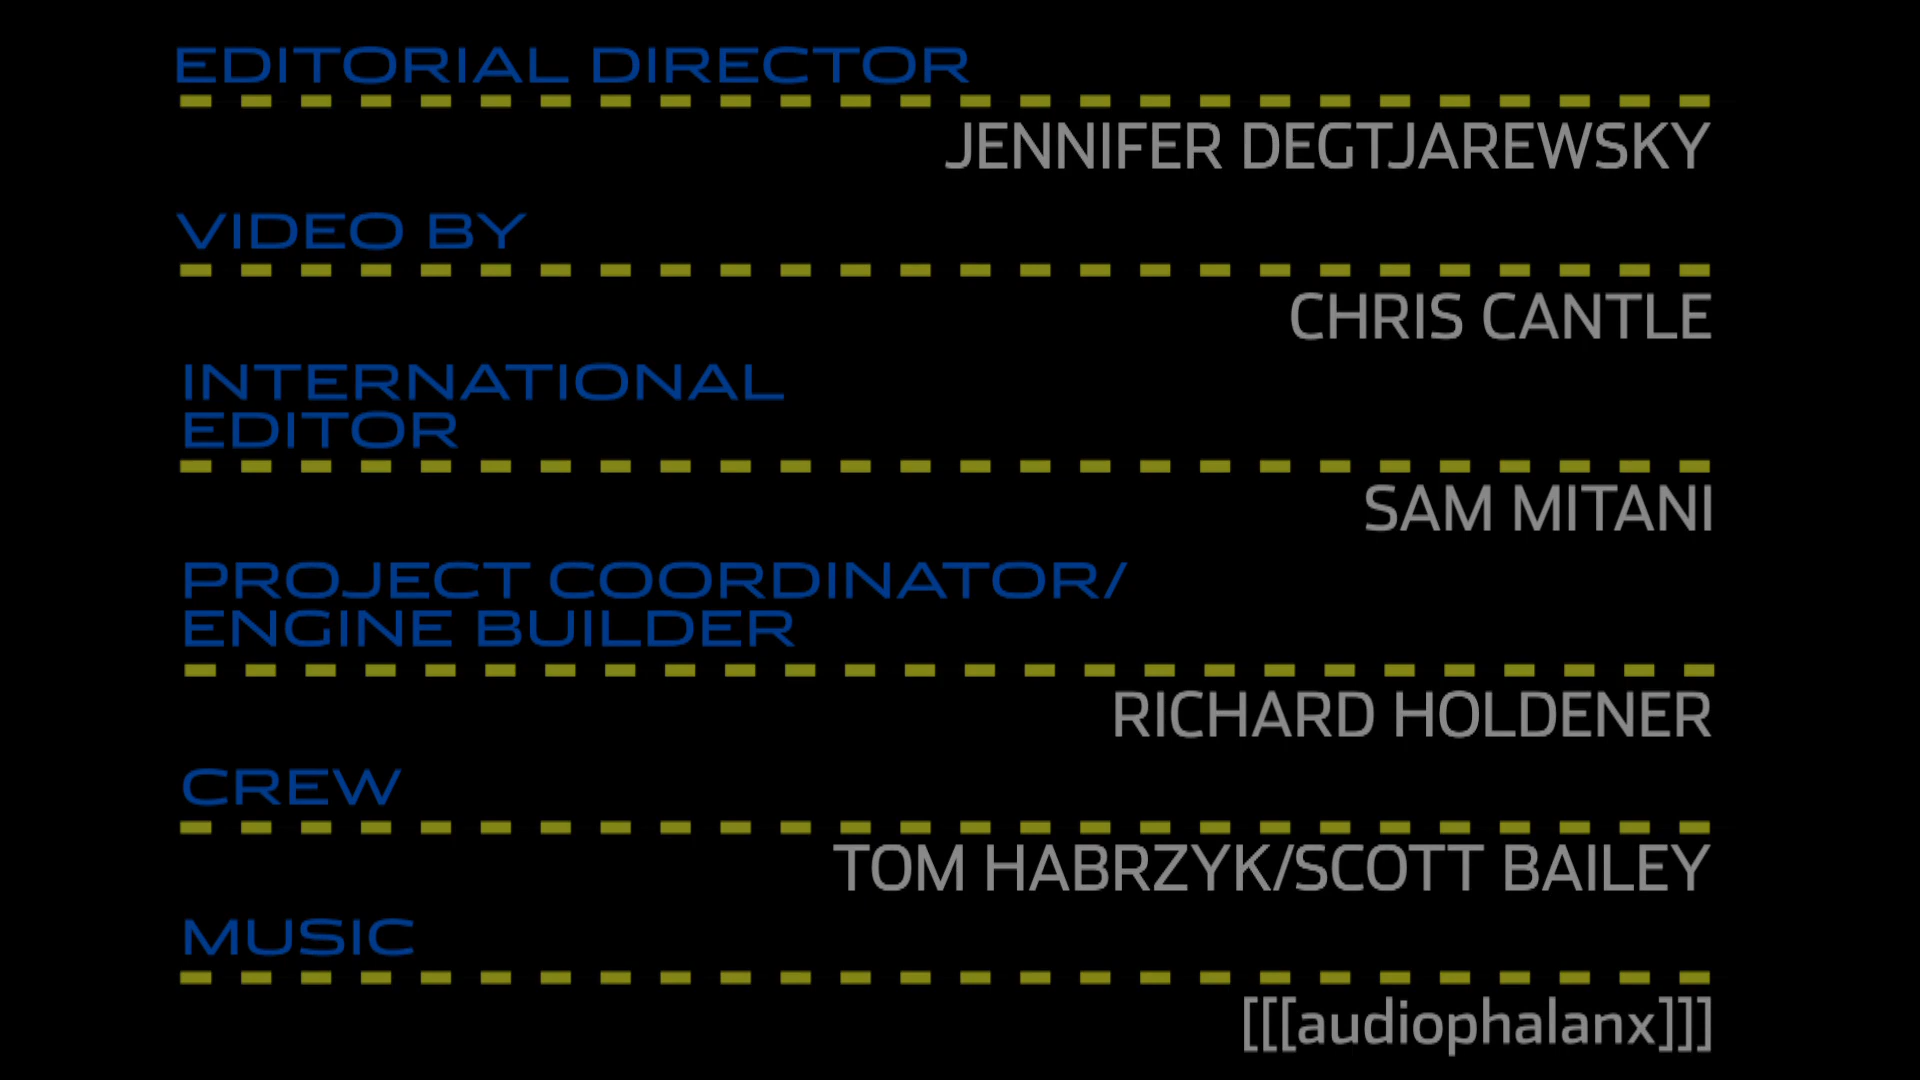 EDITORIAL DIRECTOR
JENNIFER DEGTJAREWSKY
VIDEO BY
CHRIS CANTLE
INTERNATIONAL
EDITOR
SAM MITANI
PROJECT COORDINATOR/
ENGINE BUILDER
RICHARD HOLDENER
CREW
TOM HABRZYK/SCOTT BAILEY
MUSIC
[[[audiophalanx]]]